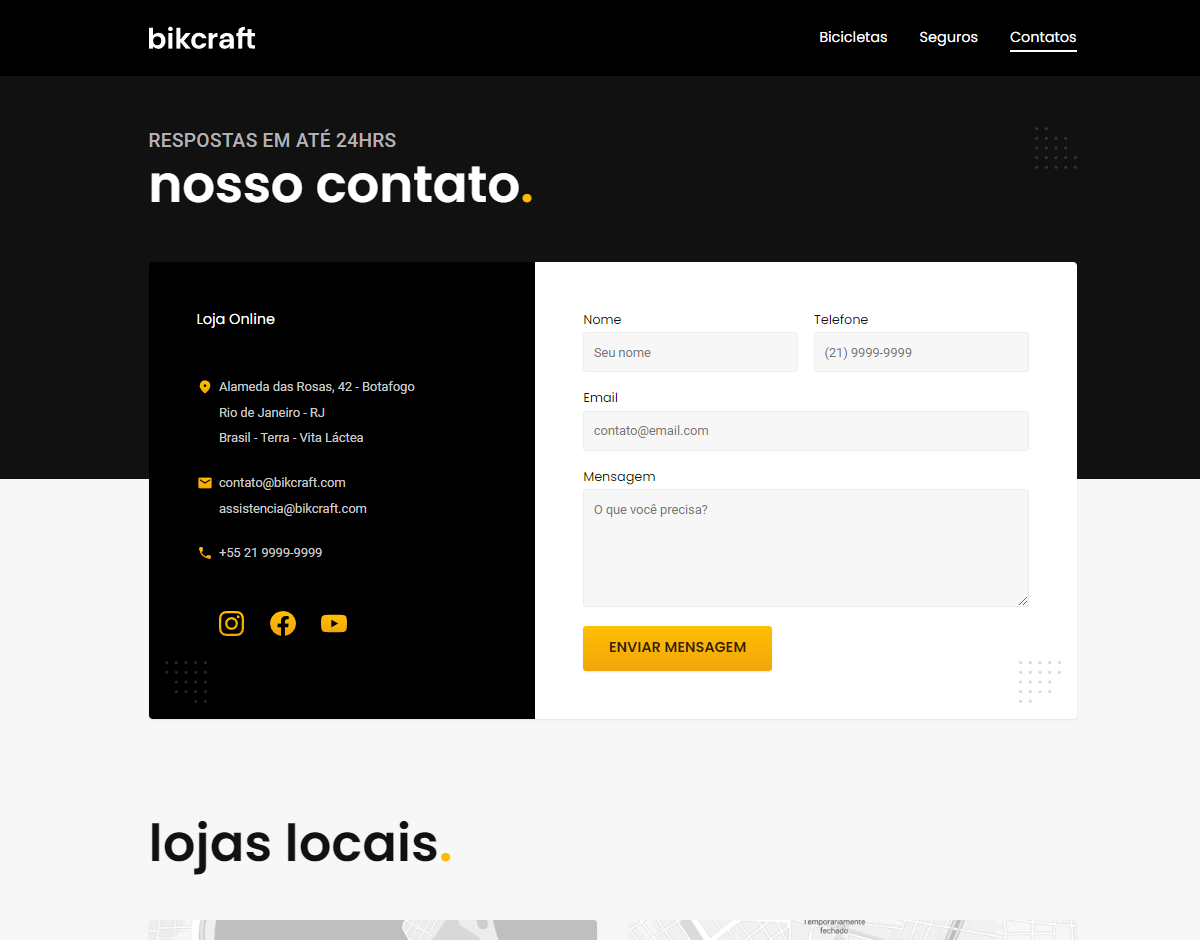 bikcraft
Bicicletas
Seguros
Contatos
RESPOSTAS EM ATÉ 24HRS
nosso contato.
Loja Online
Alameda das Rosas, 42 - Botafogo
Rio de Janeiro - RJ
Brasil - Terra - Vita Láctea
contato@bikcraft.com
assistencia@bikcraft.com
+55 21 9999-9999
Nome
Telefone
Seu nome
(21) 9999-9999
Email
contato@email.com
Mensagem
O que você precisa?
ENVIAR MENSAGEM
lojas locais.
Temporariamente
fechado